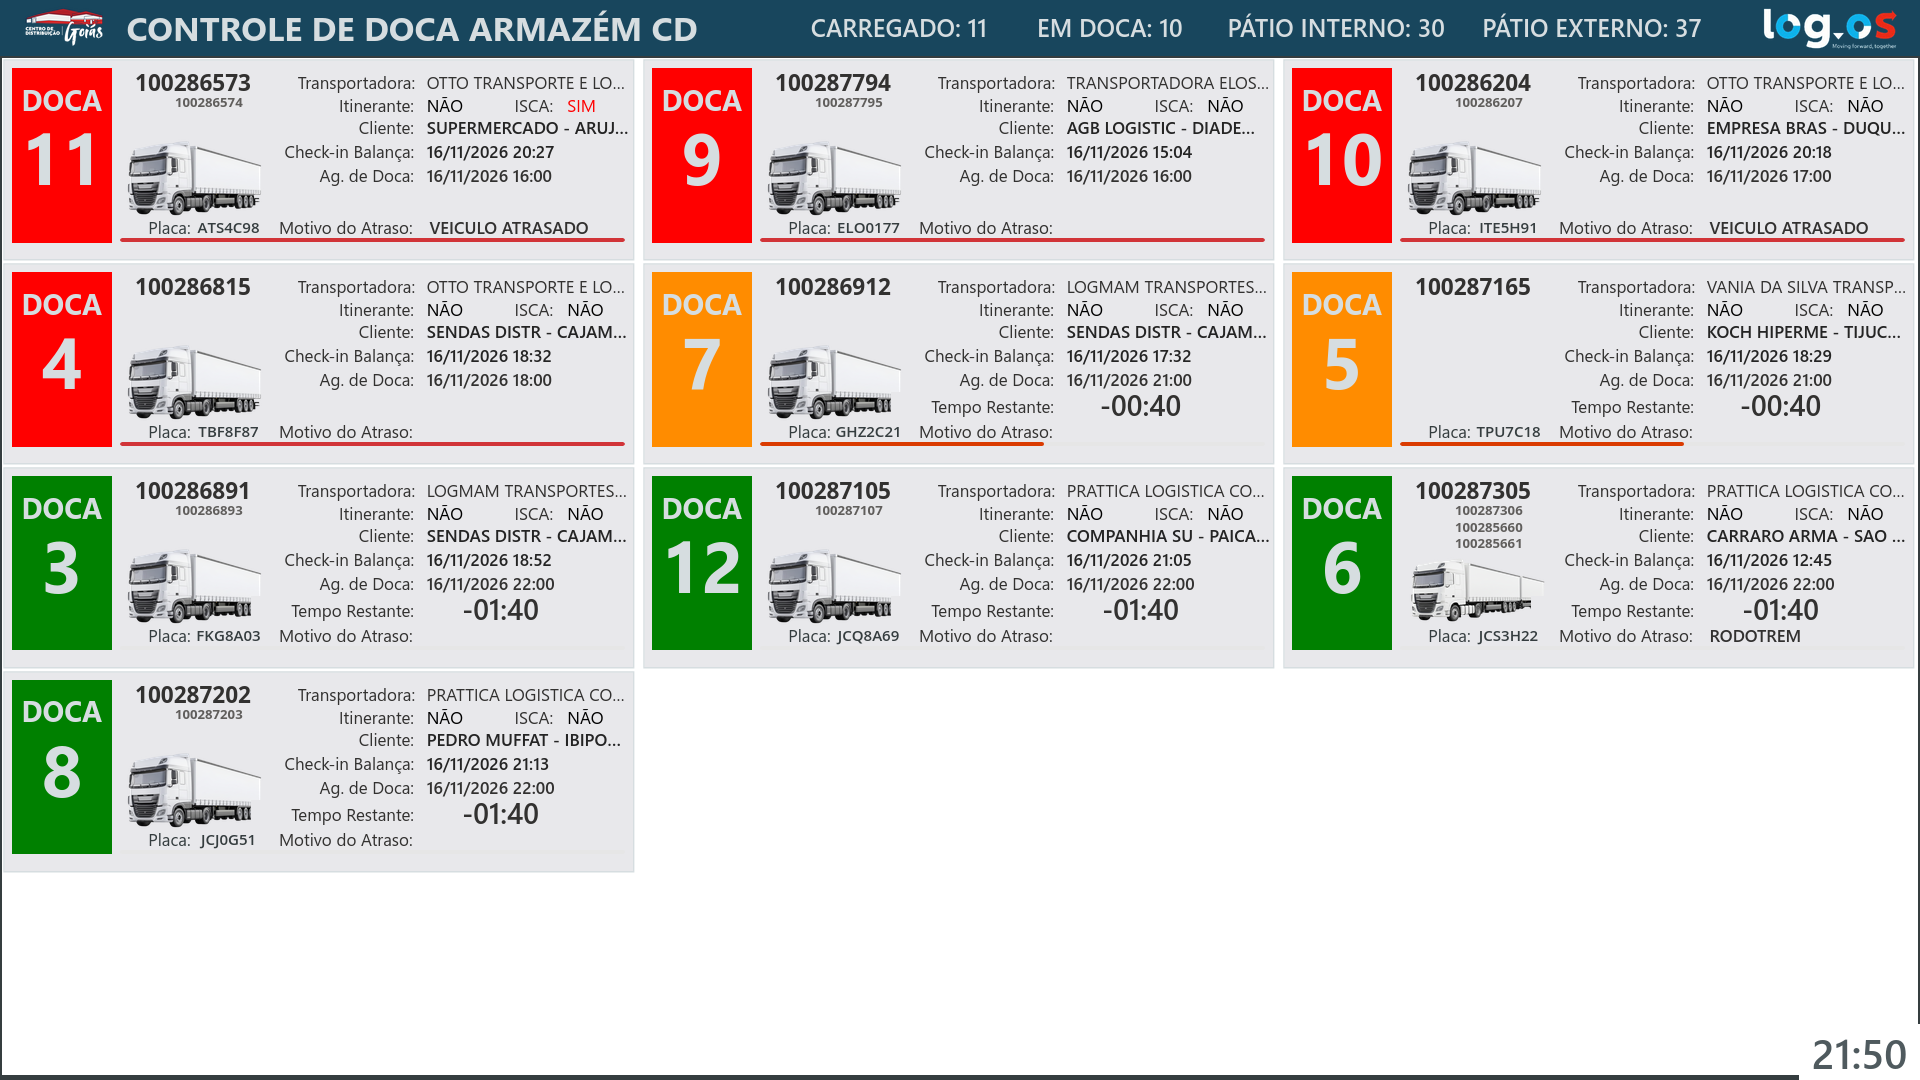 CENTRO DE DISTRIBUIÇÃO Goiás
CONTROLE DE DOCA ARMAZÉM CD
CARREGADO: 11
EM DOCA: 10
PÁTIO INTERNO: 30
PÁTIO EXTERNO: 37
log.os
Moving forward, together
DOCA
11
100286573
100286574
Transportadora: OTTO TRANSPORTE E LO...
Itinerante: NÃO ISCA: SIM
Cliente: SUPERMERCADO - ARUJ...
Check-in Balança: 16/11/2026 20:27
Ag. de Doca: 16/11/2026 16:00
Placa: ATS4C98 Motivo do Atraso: VEICULO ATRASADO
DOCA
9
100287794
100287795
Transportadora: TRANSPORTADORA ELOS...
Itinerante: NÃO ISCA: NÃO
Cliente: AGB LOGISTIC - DIADE...
Check-in Balança: 16/11/2026 15:04
Ag. de Doca: 16/11/2026 16:00
Placa: ELO0177 Motivo do Atraso:
DOCA
10
100286204
100286207
Transportadora: OTTO TRANSPORTE E LO...
Itinerante: NÃO ISCA: NÃO
Cliente: EMPRESA BRAS - DUQU...
Check-in Balança: 16/11/2026 20:18
Ag. de Doca: 16/11/2026 17:00
Placa: ITE5H91 Motivo do Atraso: VEICULO ATRASADO
DOCA
4
100286815
Transportadora: OTTO TRANSPORTE E LO...
Itinerante: NÃO ISCA: NÃO
Cliente: SENDAS DISTR - CAJAM...
Check-in Balança: 16/11/2026 18:32
Ag. de Doca: 16/11/2026 18:00
Placa: TBF8F87 Motivo do Atraso:
DOCA
7
100286912
Transportadora: LOGMAM TRANSPORTES...
Itinerante: NÃO ISCA: NÃO
Cliente: SENDAS DISTR - CAJAM...
Check-in Balança: 16/11/2026 17:32
Ag. de Doca: 16/11/2026 21:00
Tempo Restante: -00:40
Placa: GHZ2C21 Motivo do Atraso:
DOCA
5
100287165
Transportadora: VANIA DA SILVA TRANSP...
Itinerante: NÃO ISCA: NÃO
Cliente: KOCH HIPERME - TIJUC...
Check-in Balança: 16/11/2026 18:29
Ag. de Doca: 16/11/2026 21:00
Tempo Restante: -00:40
Placa: TPU7C18 Motivo do Atraso:
DOCA
3
100286891
100286893
Transportadora: LOGMAM TRANSPORTES...
Itinerante: NÃO ISCA: NÃO
Cliente: SENDAS DISTR - CAJAM...
Check-in Balança: 16/11/2026 18:52
Ag. de Doca: 16/11/2026 22:00
Tempo Restante: -01:40
Placa: FKG8A03 Motivo do Atraso:
DOCA
12
100287105
100287107
Transportadora: PRATTICA LOGISTICA CO...
Itinerante: NÃO ISCA: NÃO
Cliente: COMPANHIA SU - PAICA...
Check-in Balança: 16/11/2026 21:05
Ag. de Doca: 16/11/2026 22:00
Tempo Restante: -01:40
Placa: JCQ8A69 Motivo do Atraso:
DOCA
6
100287305
100287306
100285660
100285661
Transportadora: PRATTICA LOGISTICA CO...
Itinerante: NÃO ISCA: NÃO
Cliente: CARRARO ARMA - SAO ...
Check-in Balança: 16/11/2026 12:45
Ag. de Doca: 16/11/2026 22:00
Tempo Restante: -01:40
Placa: JCS3H22 Motivo do Atraso: RODOTREM
DOCA
8
100287202
100287203
Transportadora: PRATTICA LOGISTICA CO...
Itinerante: NÃO ISCA: NÃO
Cliente: PEDRO MUFFAT - IBIPO...
Check-in Balança: 16/11/2026 21:13
Ag. de Doca: 16/11/2026 22:00
Tempo Restante: -01:40
Placa: JCJ0G51 Motivo do Atraso:
21:50